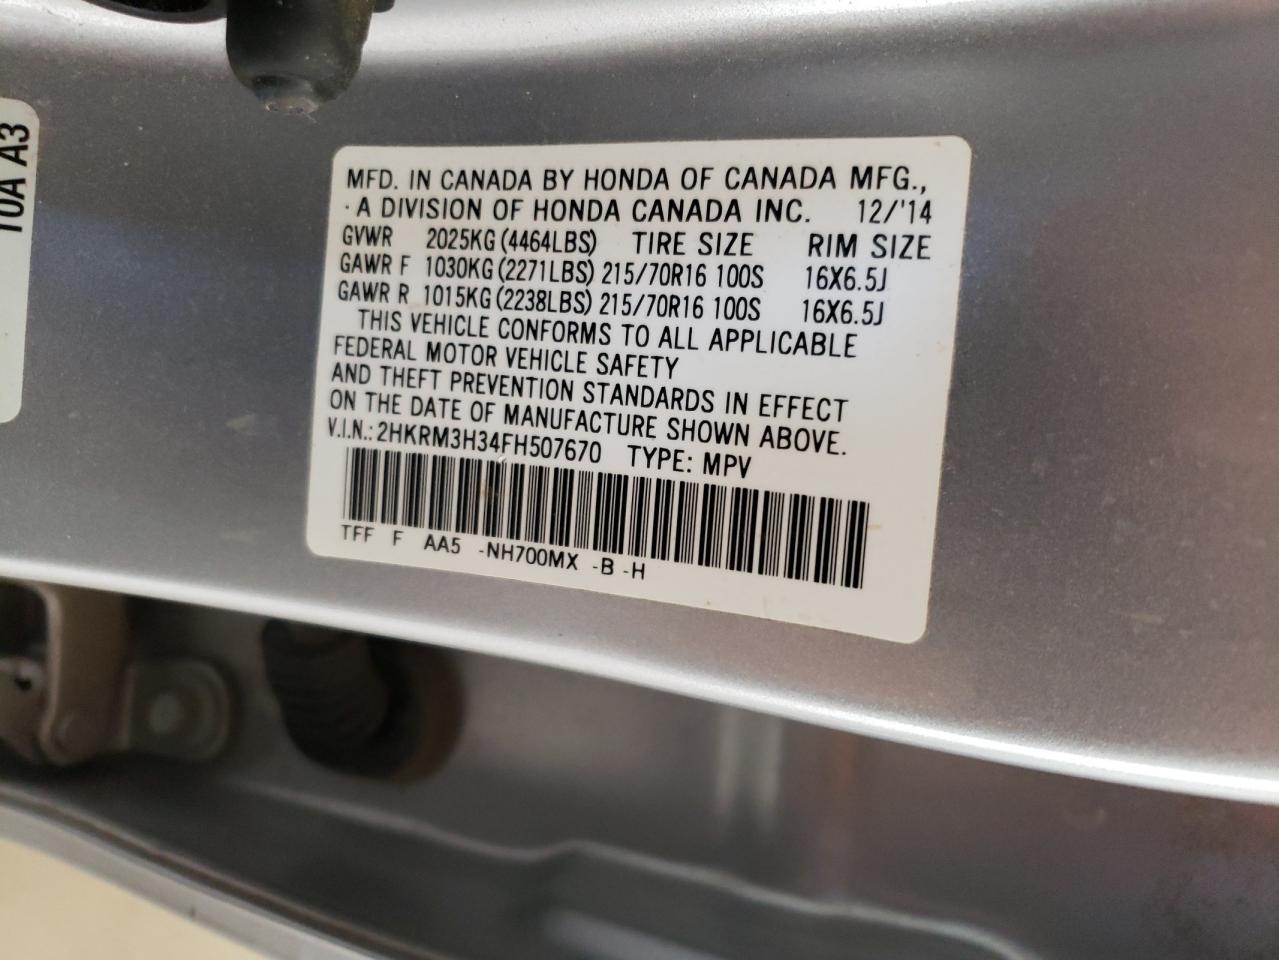 T0A A3
MFD. IN CANADA BY HONDA OF CANADA MFG.,
A DIVISION OF HONDA CANADA INC. 12/'14
GVWR 2025KG (4464LBS) TIRE SIZE RIM SIZE
GAWR F 1030KG (2271LBS) 215/70R16 100S 16X6.5J
GAWR R 1015KG (2238LBS) 215/70R16 100S 16X6.5J
THIS VEHICLE CONFORMS TO ALL APPLICABLE
FEDERAL MOTOR VEHICLE SAFETY
AND THEFT PREVENTION STANDARDS IN EFFECT
ON THE DATE OF MANUFACTURE SHOWN ABOVE.
V.I.N.: 2HKRM3H34FH507670 TYPE: MPV
TFF F AA5 -NH700MX -B -H